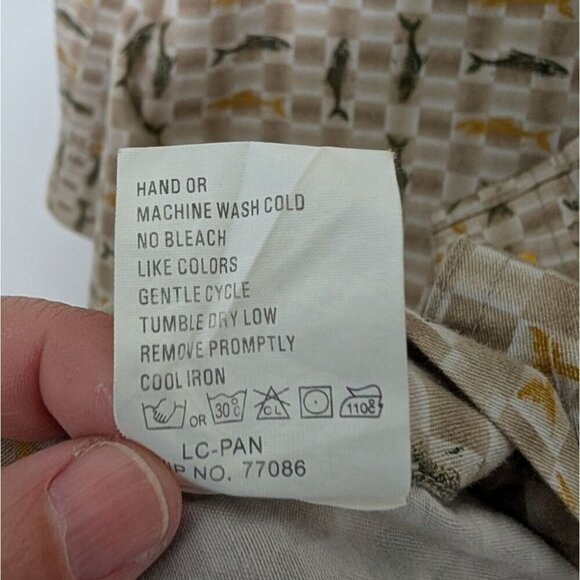 HAND OR
MACHINE WASH COLD
NO BLEACH
LIKE COLORS
GENTLE CYCLE
TUMBLE DRY LOW
REMOVE PROMPTLY
COOL IRON
OR 30°C CL 110°
LC-PAN
NO. 77086